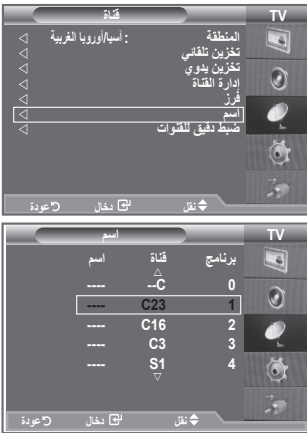 TV
قناة
المنطقة : آسيا/أوروبا الغربية ◁
تخزين تلقائي ◁
تخزين يدوي ◁
إدارة القناة ◁
فرز ◁
اسم ◁
ضبط دقيق للقنوات ◁
نقل دخال عودة
TV
اسم
برنامج قناة اسم
0 C-- ----
1 C23 ----
2 C16 ----
3 C3 ----
4 S1 ----
نقل دخال عودة